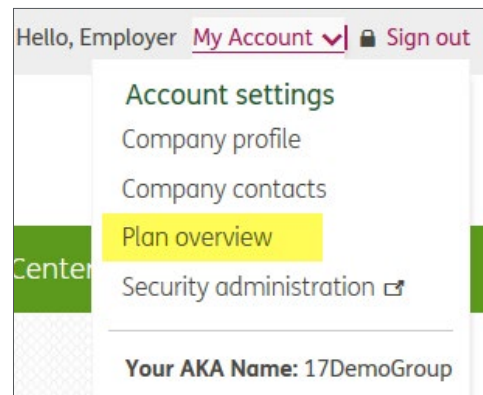 Hello, Employer My Account Sign out
Account settings
Company profile
Company contacts
Plan overview
Center
Security administration
Your AKA Name: 17DemoGroup